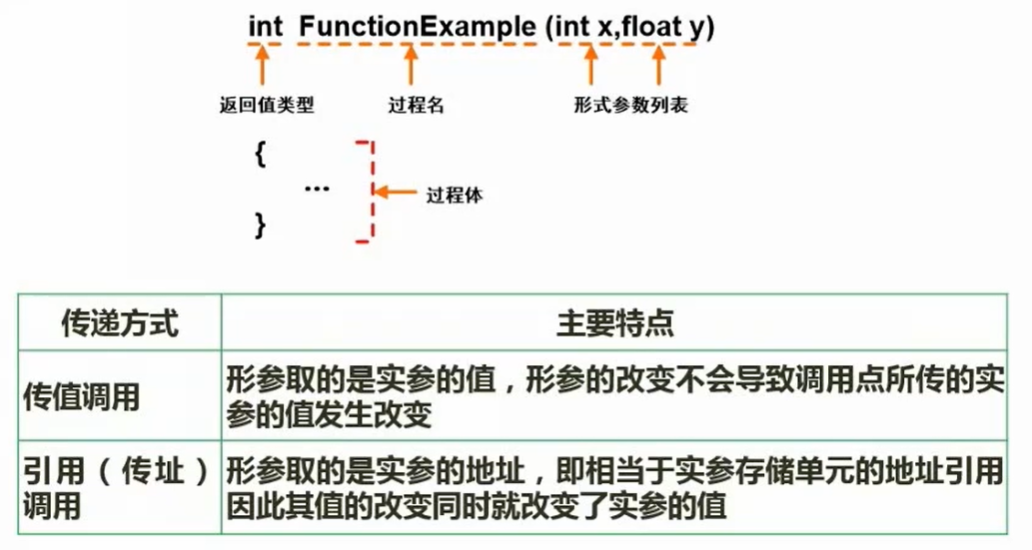 int FunctionExample (int x,float y)
返回值类型 过程名 形式参数列表
{
...
过程体
}
传递方式 主要特点
传值调用 形参取的是实参的值，形参的改变不会导致调用点所传的实
参的值发生改变
引用（传址） 形参取的是实参的地址，即相当于实参存储单元的地址引用
调用 因此其值的改变同时就改变了实参的值